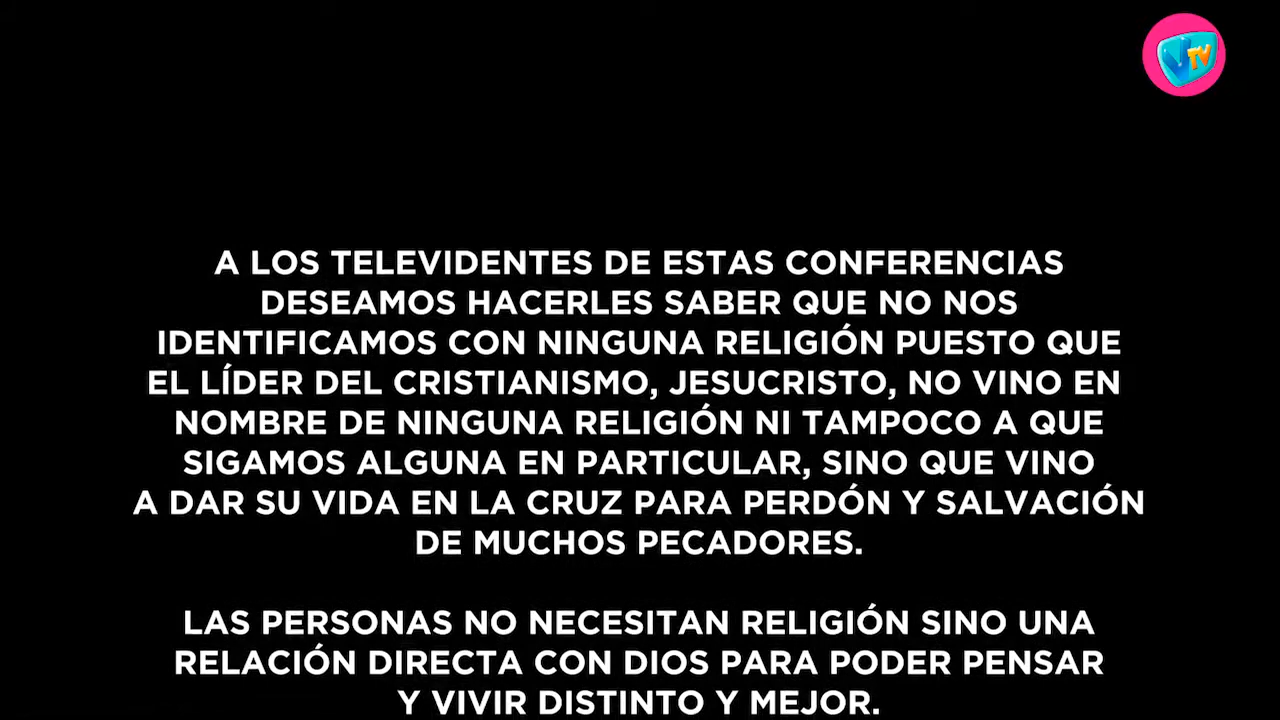 VTV
A LOS TELEVIDENTES DE ESTAS CONFERENCIAS
DESEAMOS HACERLES SABER QUE NO NOS
IDENTIFICAMOS CON NINGUNA RELIGIÓN PUESTO QUE
EL LÍDER DEL CRISTIANISMO, JESUCRISTO, NO VINO EN
NOMBRE DE NINGUNA RELIGIÓN NI TAMPOCO A QUE
SIGAMOS ALGUNA EN PARTICULAR, SINO QUE VINO
A DAR SU VIDA EN LA CRUZ PARA PERDÓN Y SALVACIÓN
DE MUCHOS PECADORES.
LAS PERSONAS NO NECESITAN RELIGIÓN SINO UNA
RELACIÓN DIRECTA CON DIOS PARA PODER PENSAR
Y VIVIR DISTINTO Y MEJOR.